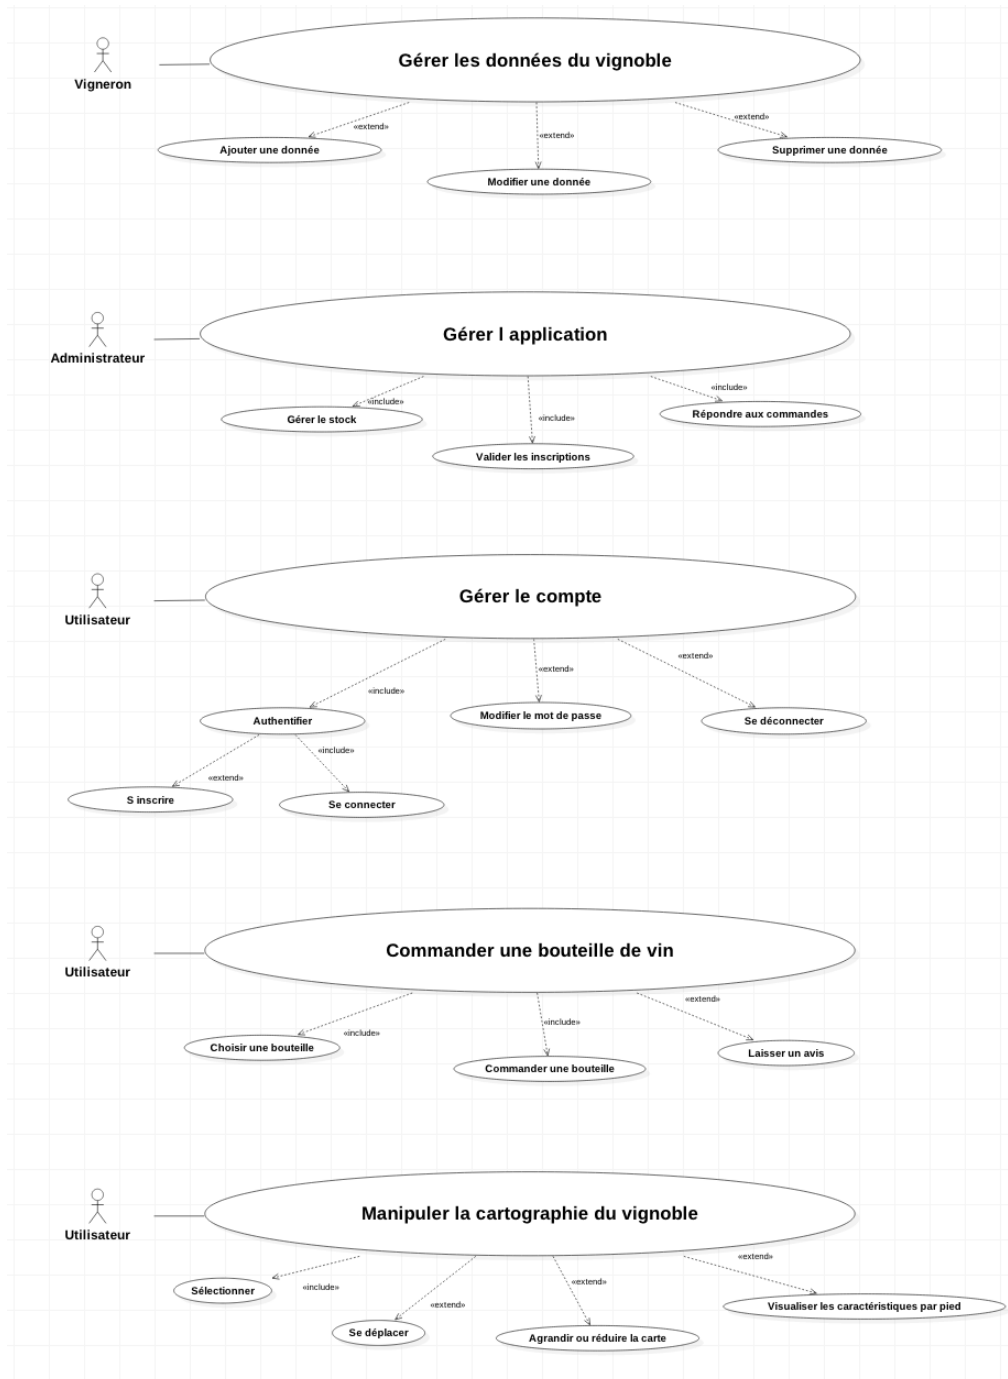 Gérer les données du vignoble
Vigneron
«extend»
«extend»
«extend»
Ajouter une donnée
Supprimer une donnée
Modifier une donnée
Gérer l application
Administrateur
«include»
«include»
«include»
Gérer le stock
Répondre aux commandes
Valider les inscriptions
Gérer le compte
Utilisateur
«include»
«extend»
«extend»
Authentifier
Modifier le mot de passe
Se déconnecter
«extend»
«include»
S inscrire
Se connecter
Commander une bouteille de vin
Utilisateur
«include»
«include»
«extend»
Choisir une bouteille
Commander une bouteille
Laisser un avis
Manipuler la cartographie du vignoble
Utilisateur
«include»
«extend»
«extend»
«extend»
Sélectionner
Se déplacer
Agrandir ou réduire la carte
Visualiser les caractéristiques par pied